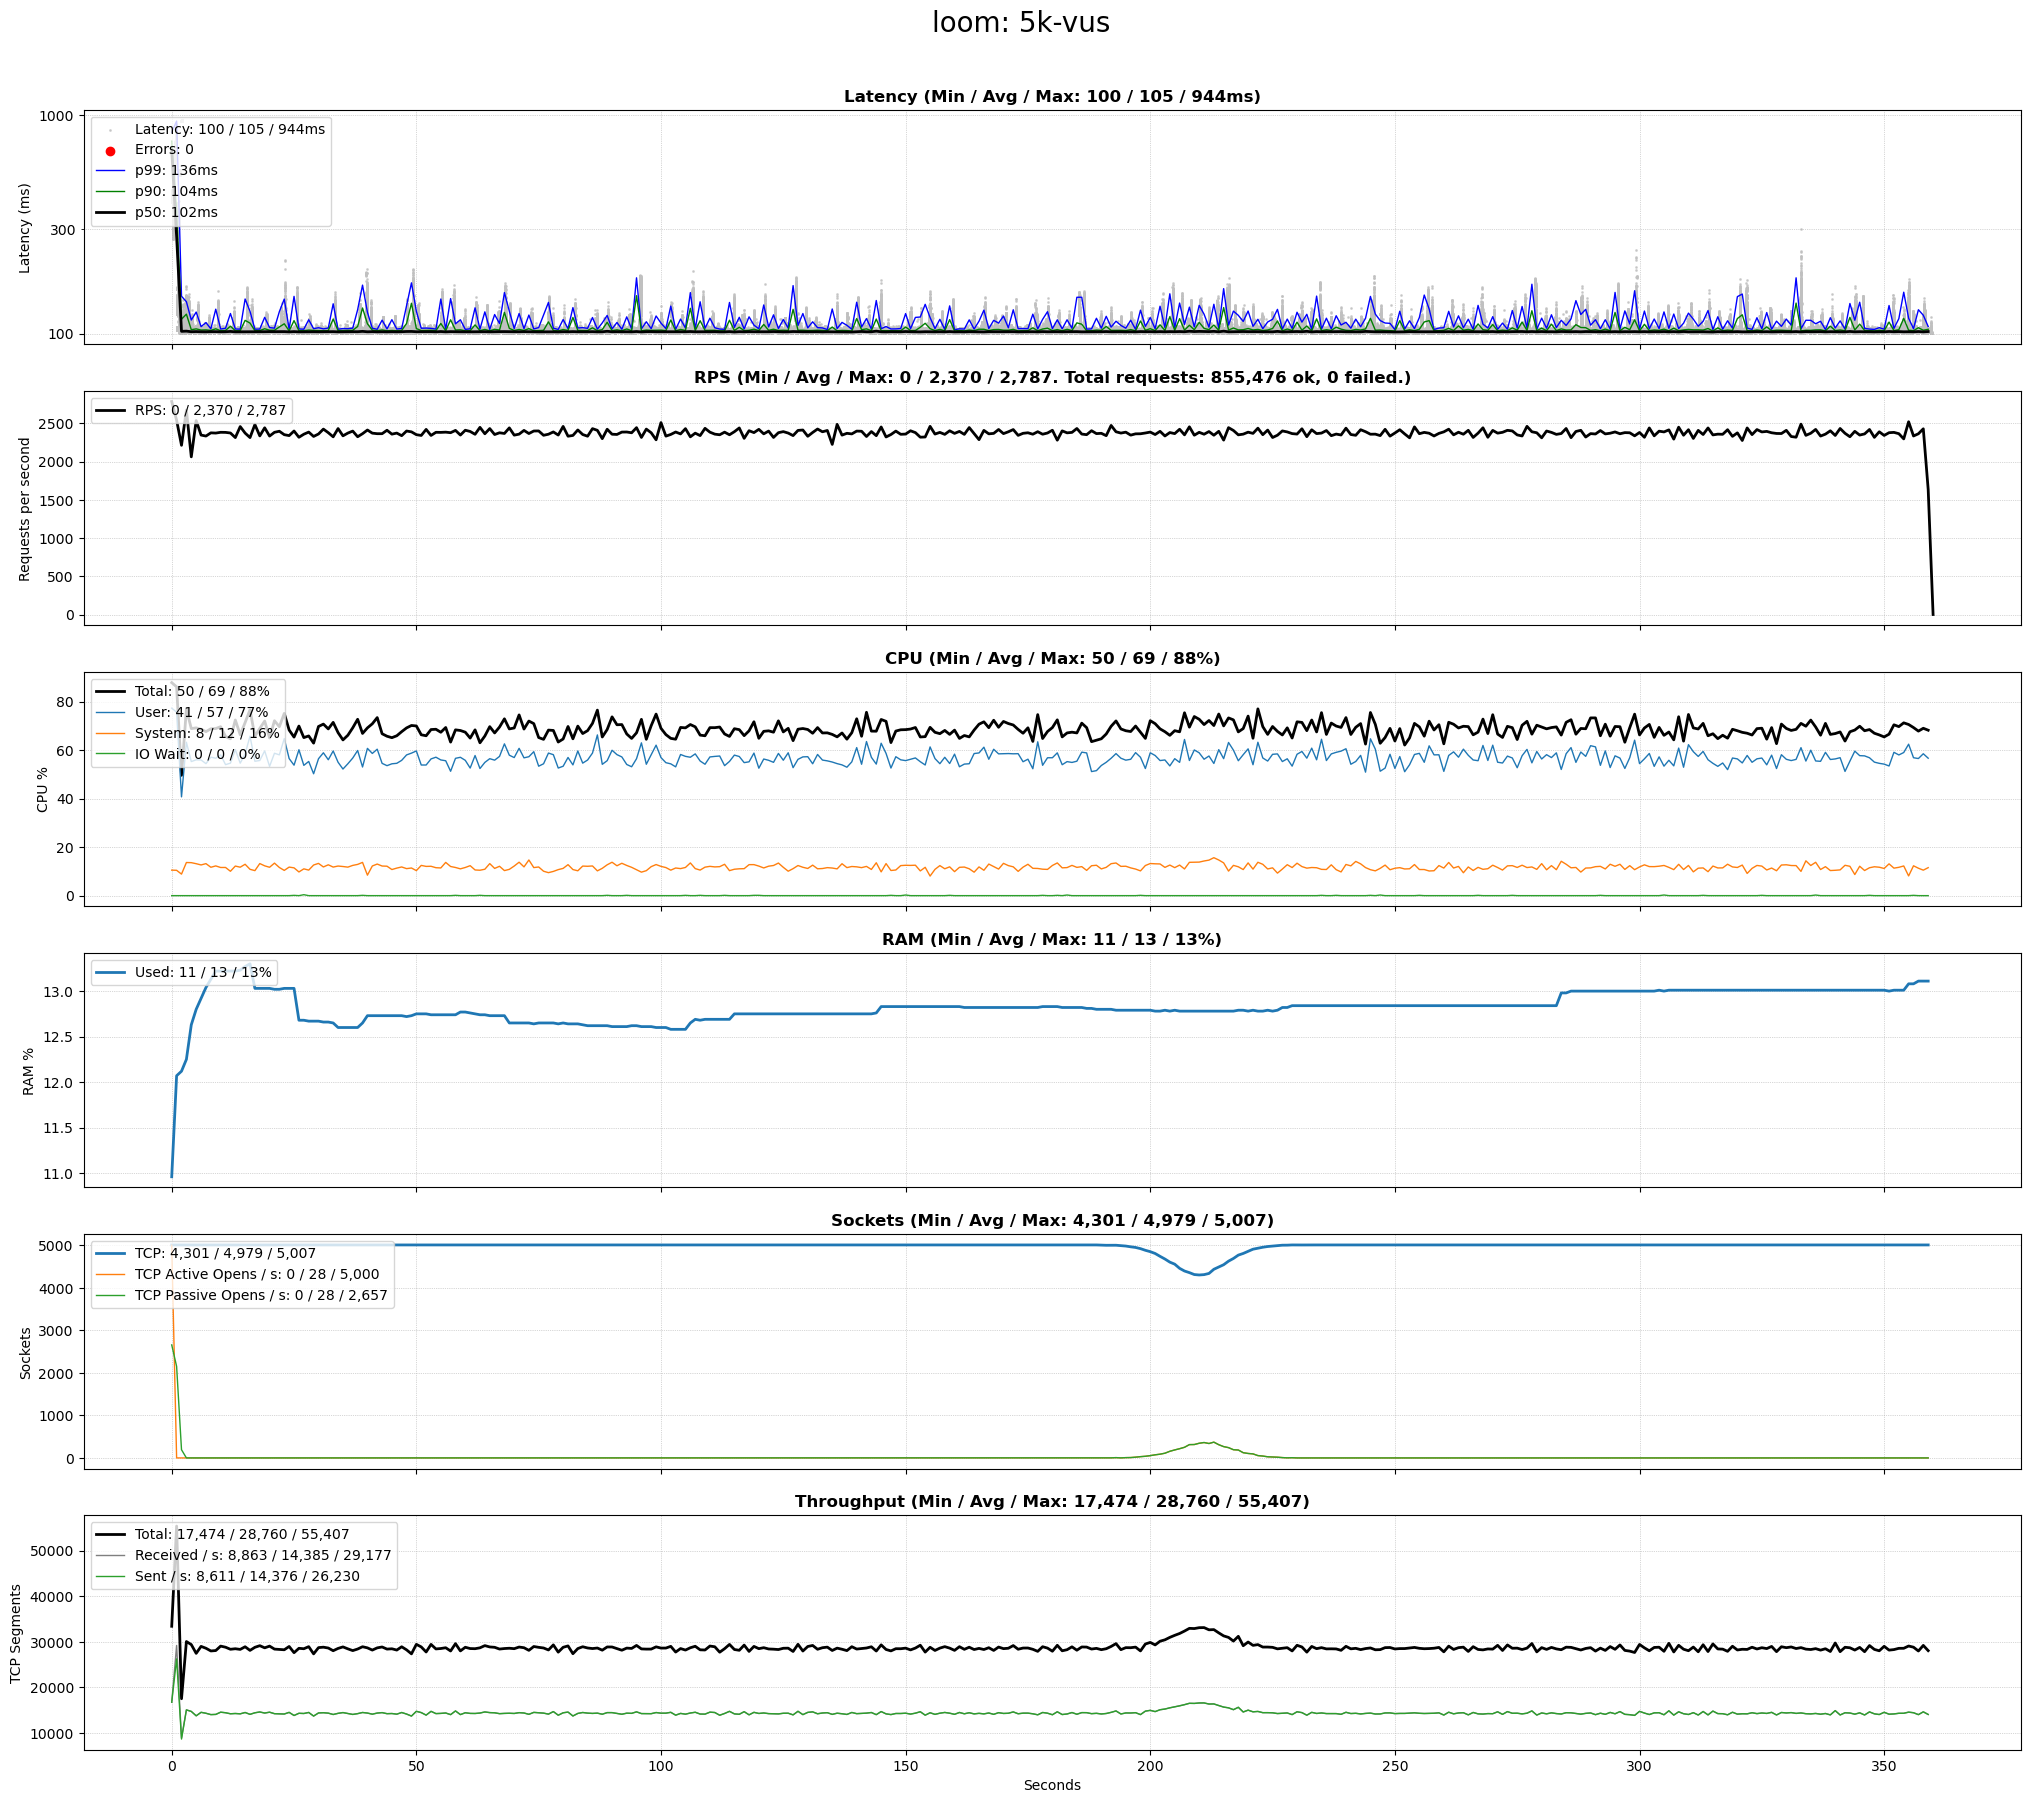 loom: 5k-vus
Latency (Min / Avg / Max: 100 / 105 / 944ms)
1000
300
100
Latency (ms)
Latency: 100 / 105 / 944ms
Errors: 0
p99: 136ms
p90: 104ms
p50: 102ms
RPS (Min / Avg / Max: 0 / 2,370 / 2,787. Total requests: 855,476 ok, 0 failed.)
2500
2000
1500
1000
500
0
Requests per second
RPS: 0 / 2,370 / 2,787
CPU (Min / Avg / Max: 50 / 69 / 88%)
80
60
40
20
0
CPU %
Total: 50 / 69 / 88%
User: 41 / 57 / 77%
System: 8 / 12 / 16%
IO Wait: 0 / 0 / 0%
RAM (Min / Avg / Max: 11 / 13 / 13%)
13.0
12.5
12.0
11.5
11.0
RAM %
Used: 11 / 13 / 13%
Sockets (Min / Avg / Max: 4,301 / 4,979 / 5,007)
5000
4000
3000
2000
1000
0
Sockets
TCP: 4,301 / 4,979 / 5,007
TCP Active Opens / s: 0 / 28 / 5,000
TCP Passive Opens / s: 0 / 28 / 2,657
Throughput (Min / Avg / Max: 17,474 / 28,760 / 55,407)
50000
40000
30000
20000
10000
TCP Segments
Total: 17,474 / 28,760 / 55,407
Received / s: 8,863 / 14,385 / 29,177
Sent / s: 8,611 / 14,376 / 26,230
0 50 100 150 200 250 300 350
Seconds